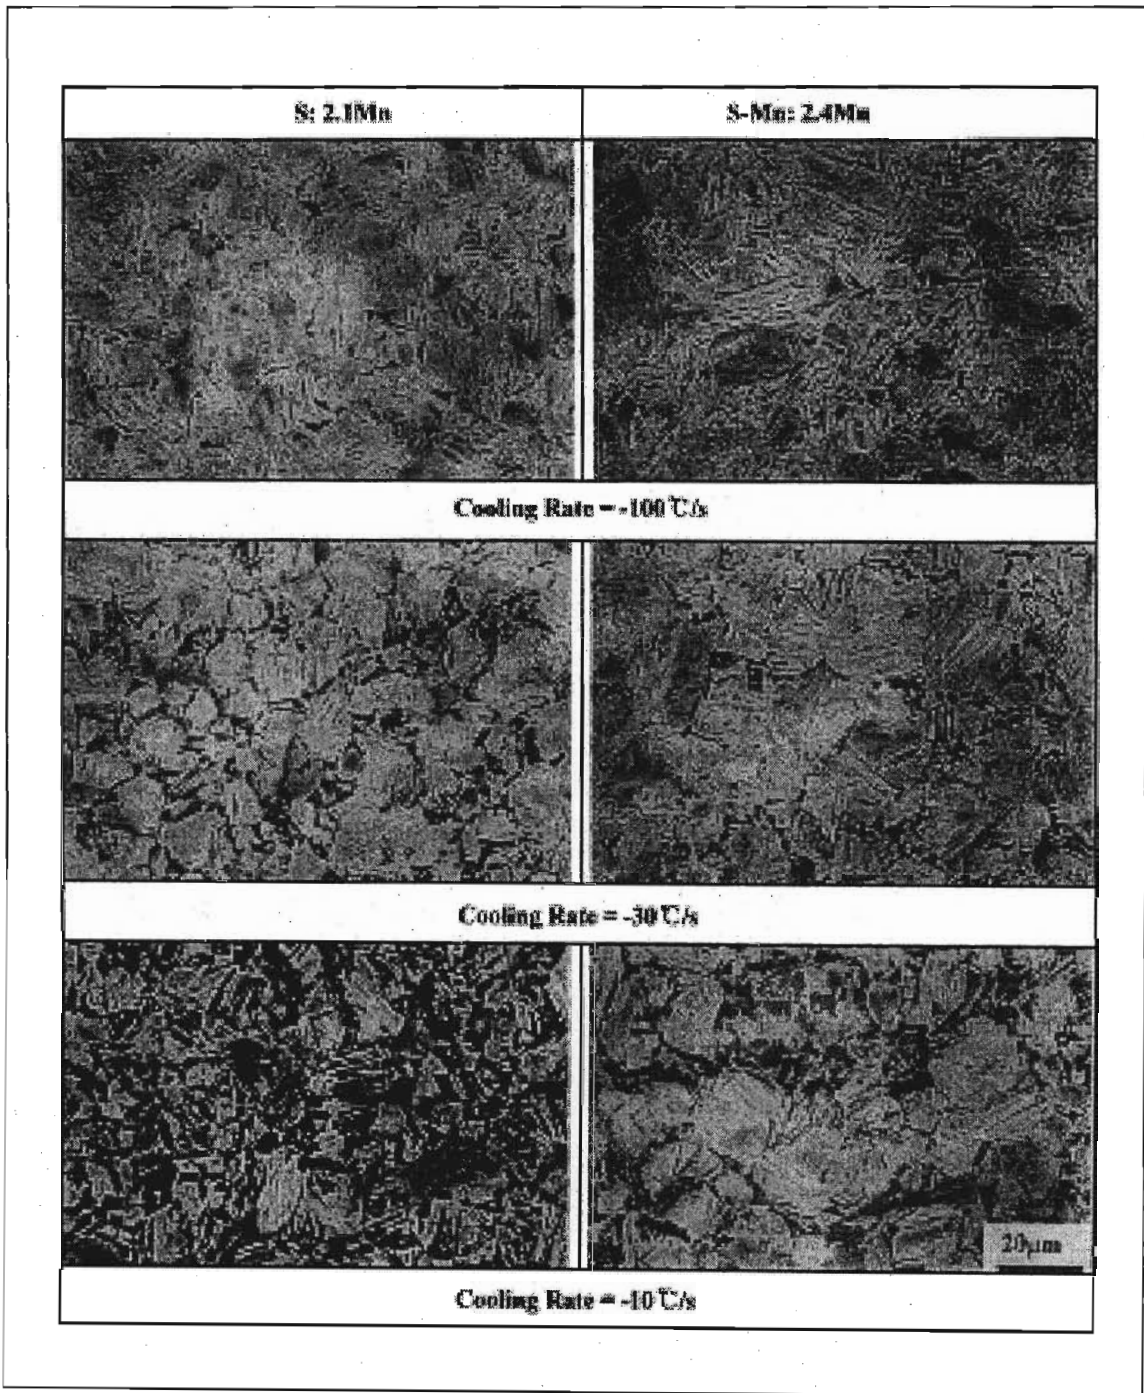 S: 2.1Mn
S-Mn: 2.4Mn
Cooling Rate = -100℃/s
Cooling Rate = -30℃/s
20μm
Cooling Rate = -10℃/s